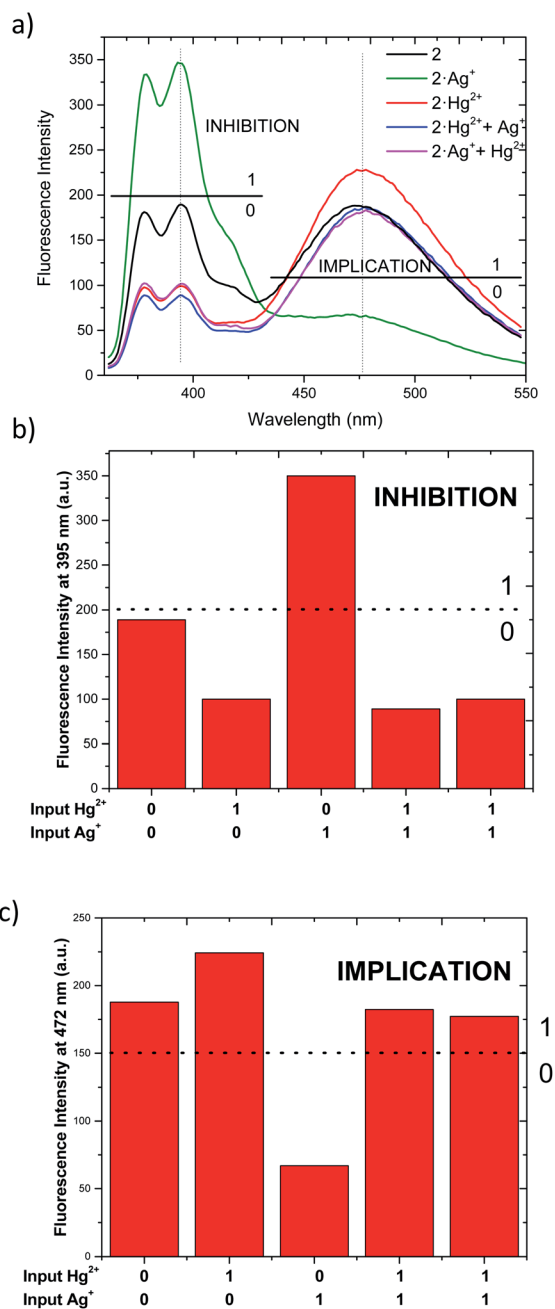 a)
2
2·Ag⁺
2·Hg²⁺
2·Hg²⁺+ Ag⁺
2·Ag⁺+ Hg²⁺
INHIBITION
1
0
IMPLICATION
1
0
350
300
250
200
150
100
50
0
Fluorescence Intensity
400 450 500 550
Wavelength (nm)
b)
INHIBITION
1
0
350
300
250
200
150
100
50
0
Fluorescence Intensity at 395 nm (a.u.)
Input Hg²⁺ 0 1 0 1 1
Input Ag⁺ 0 0 1 1 1
c)
IMPLICATION
1
0
250
200
150
100
50
0
Fluorescence Intensity at 472 nm (a.u.)
Input Hg²⁺ 0 1 0 1 1
Input Ag⁺ 0 0 1 1 1